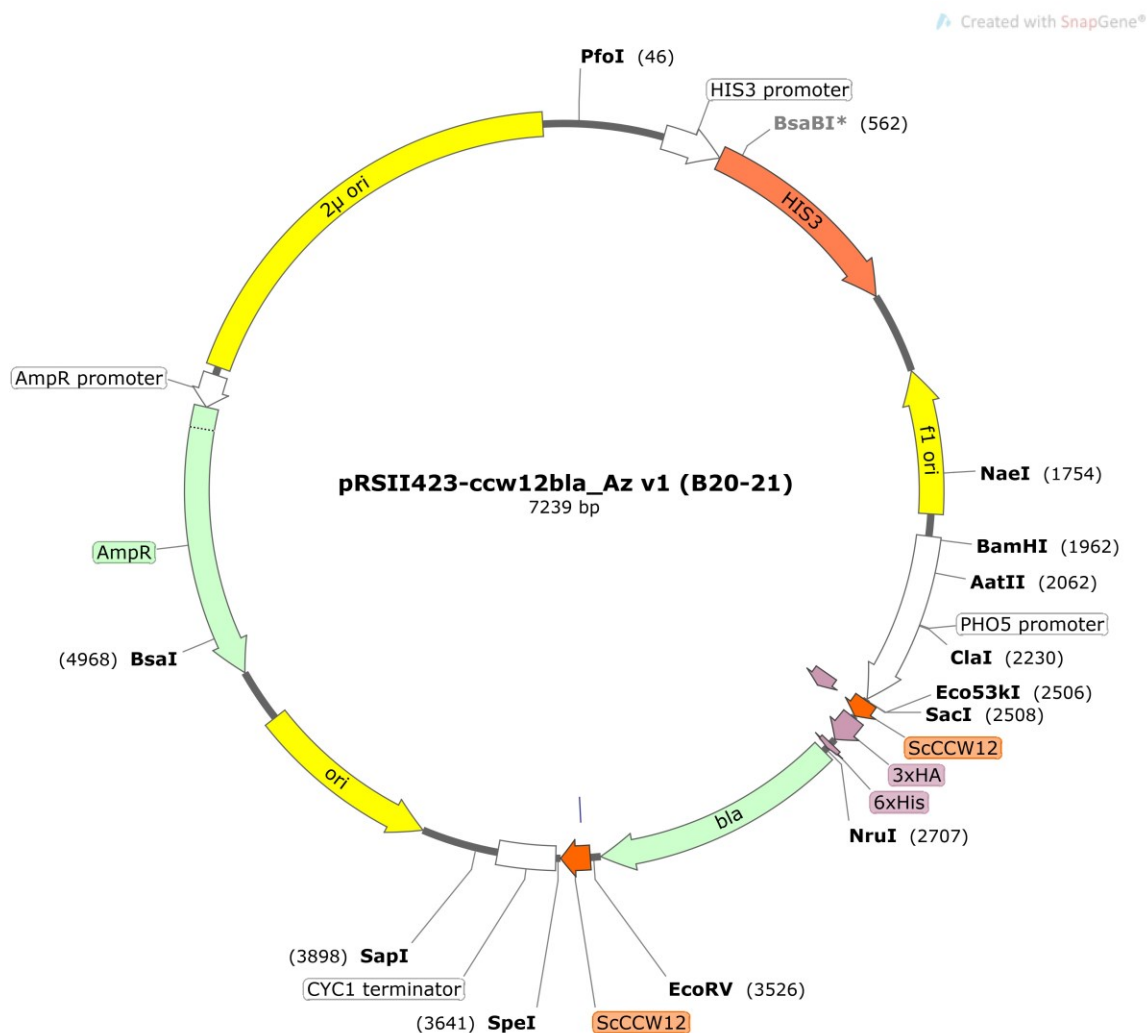 Created with SnapGene®
PfoI (46)
HIS3 promoter
BsaBI* (562)
HIS3
2μ ori
AmpR promoter
f1 ori
pRSII423-ccw12bla_Az v1 (B20-21)
7239 bp
NaeI (1754)
BamHI (1962)
AatII (2062)
AmpR
PHO5 promoter
(4968) BsaI
ClaI (2230)
Eco53kI (2506)
SacI (2508)
ScCCW12
3xHA
6xHis
ori
bla
NruI (2707)
(3898) SapI
CYC1 terminator
EcoRV (3526)
(3641) SpeI
ScCCW12